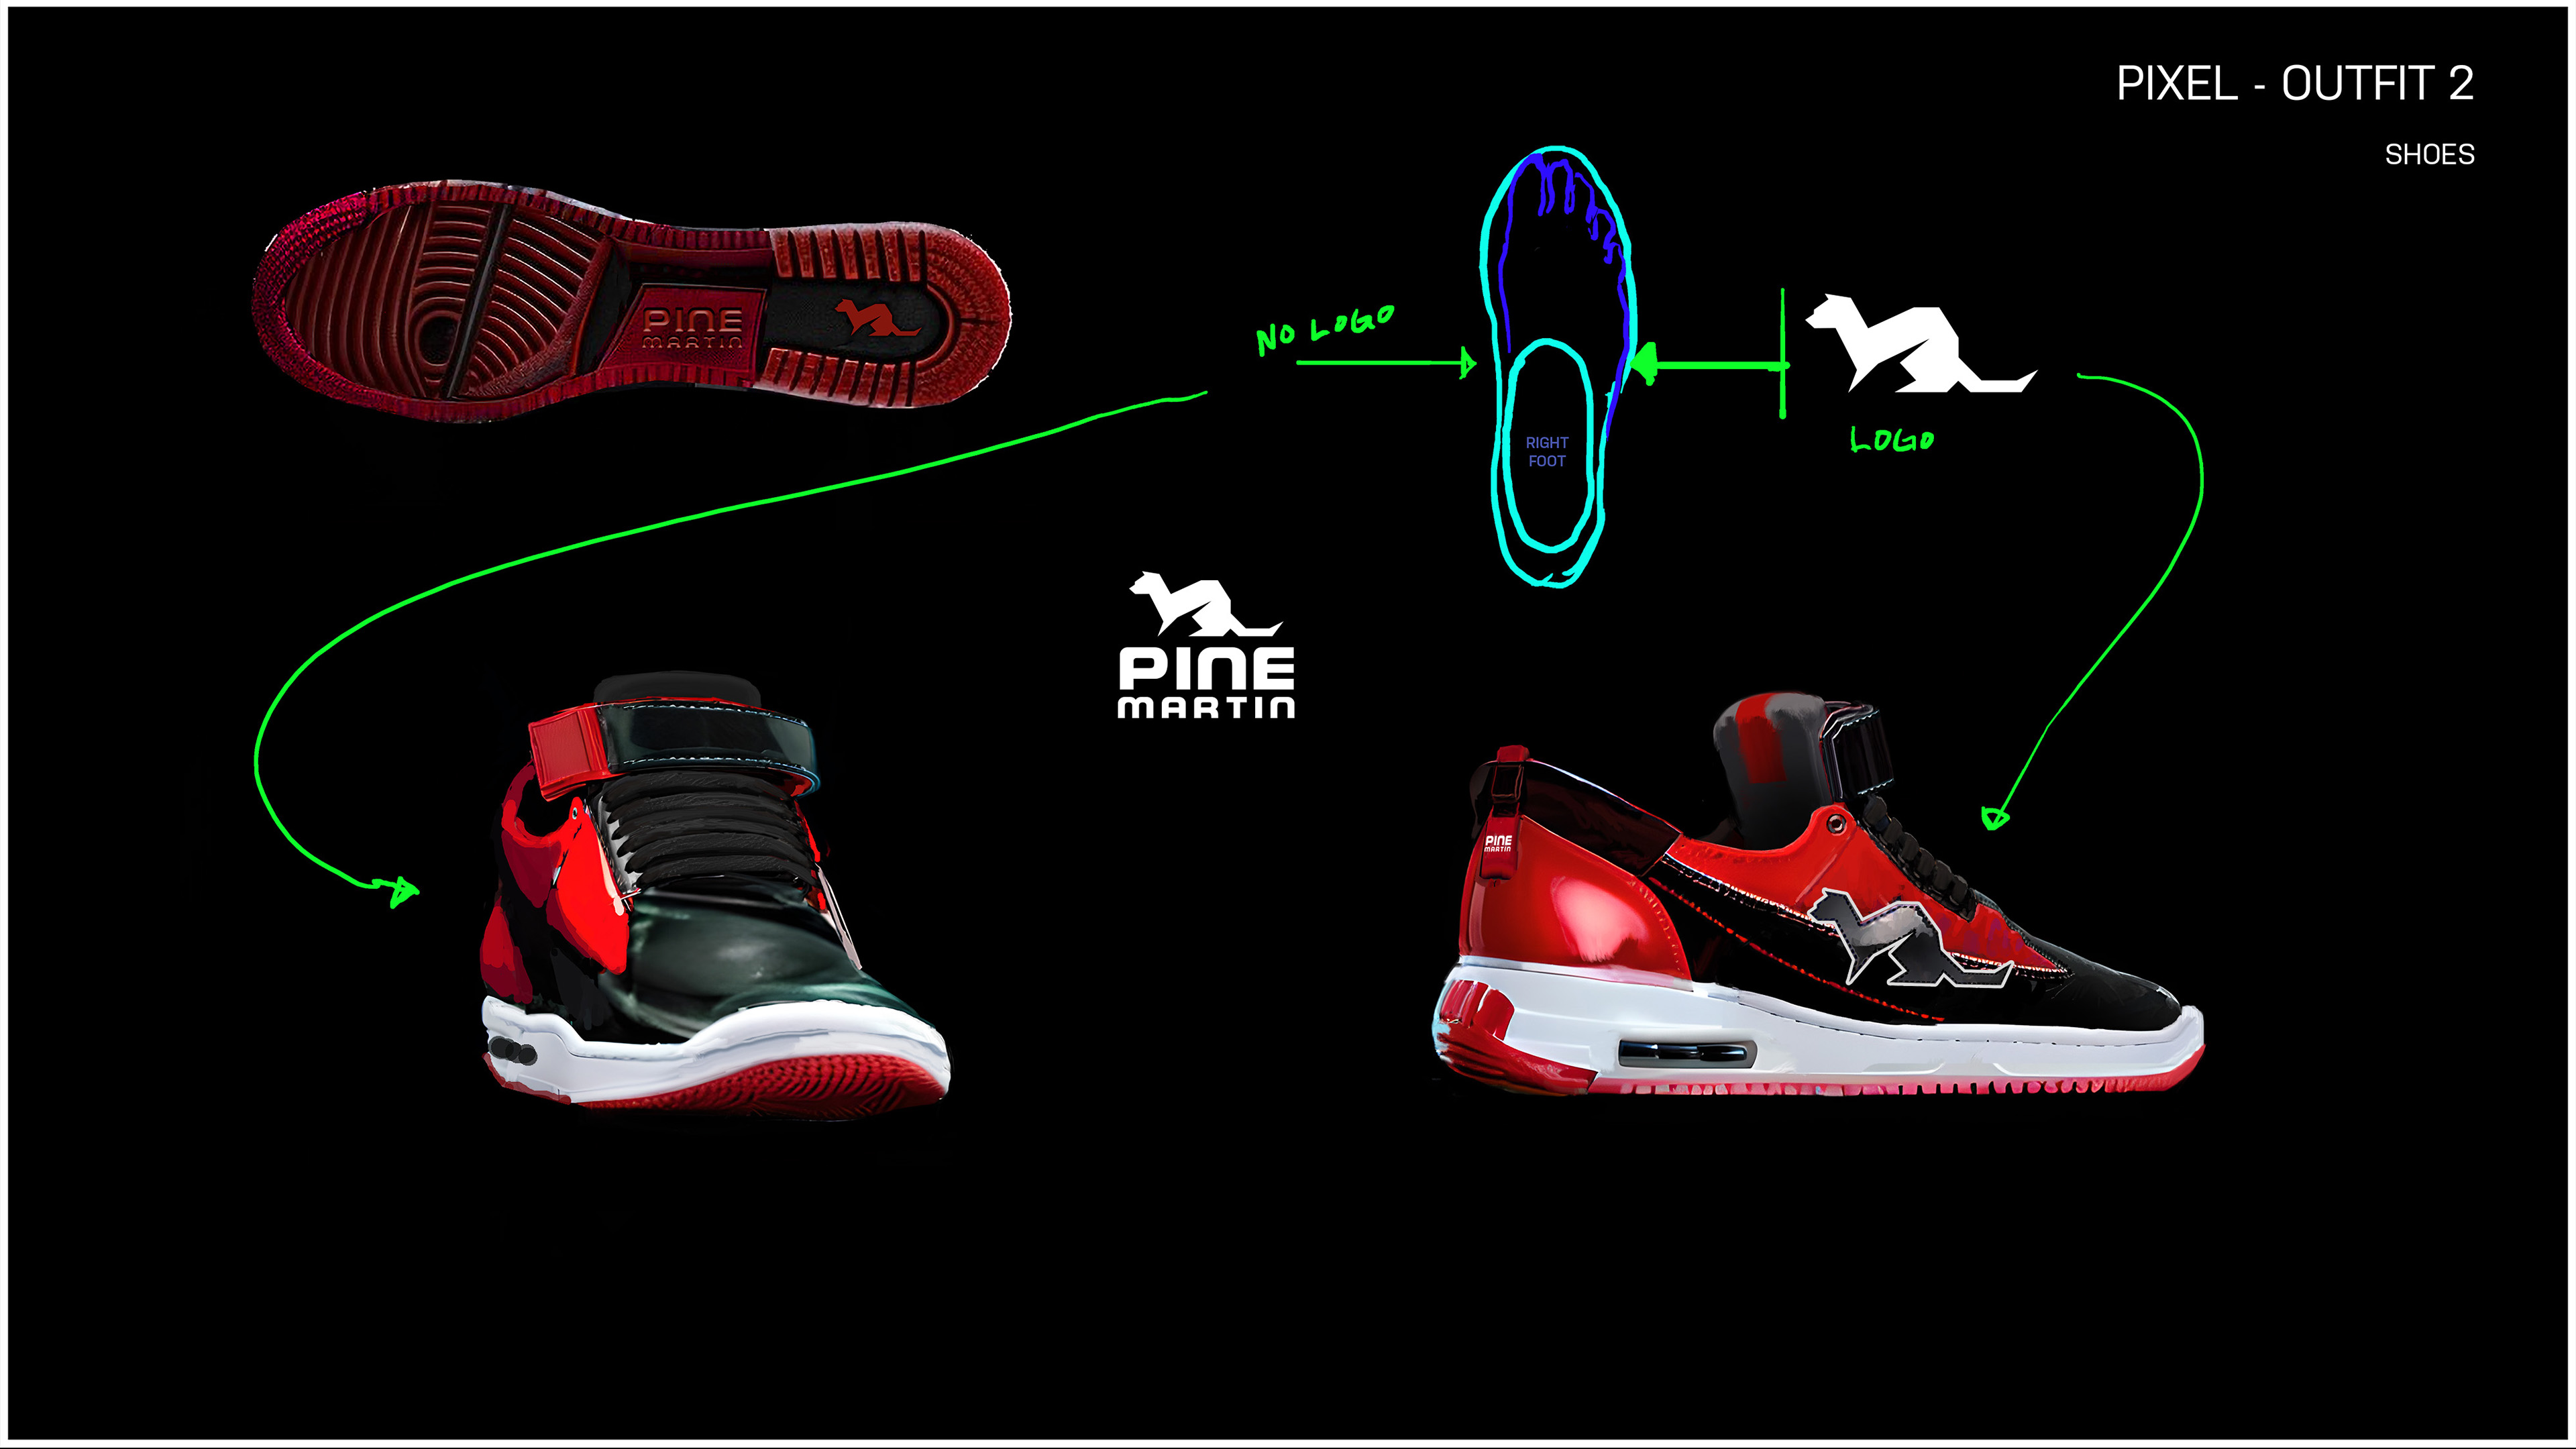 PIXEL - OUTFIT 2
SHOES
PINE
MARTIN
NO LOGO
RIGHT
FOOT
LOGO
PINE
MARTIN
PINE
MARTIN